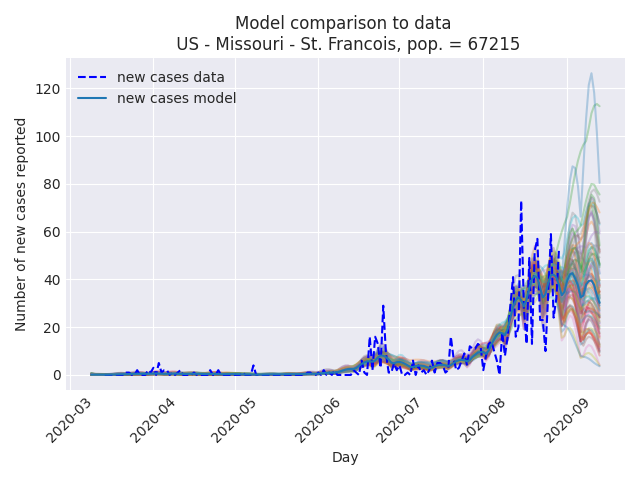 Model comparison to data
US - Missouri - St. Francois, pop. = 67215
new cases data
new cases model
Number of new cases reported
120
100
80
60
40
20
0
2020-03
2020-04
2020-05
2020-06
2020-07
2020-08
2020-09
Day